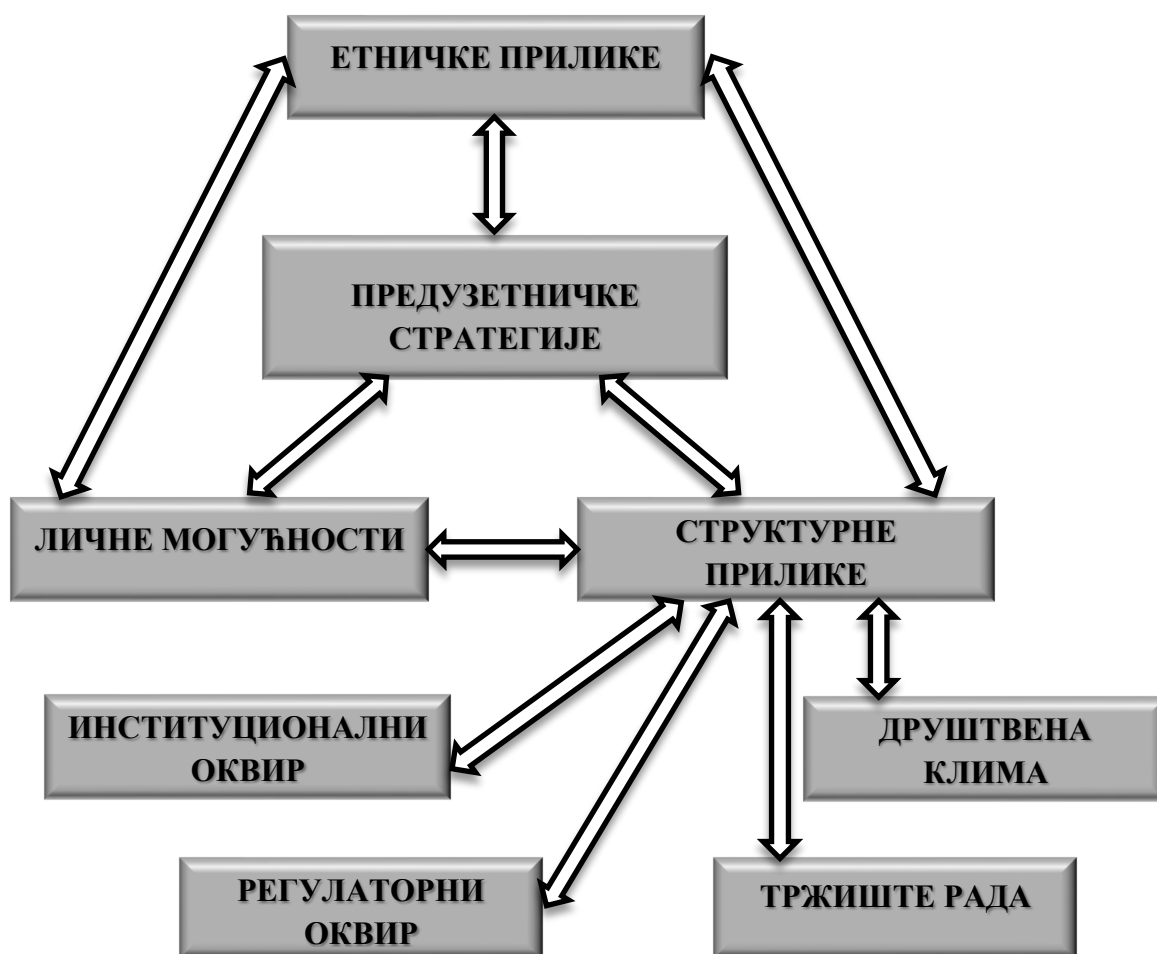 ЕТНИЧКЕ ПРИЛИКЕ
ПРЕДУЗЕТНИЧКЕ
СТРАТЕГИЈЕ
ЛИЧНЕ МОГУЋНОСТИ
СТРУКТУРНЕ
ПРИЛИКЕ
ИНСТИТУЦИОНАЛНИ
ОКВИР
ДРУШТВЕНА
КЛИМА
РЕГУЛАТОРНИ
ОКВИР
ТРЖИШТЕ РАДА